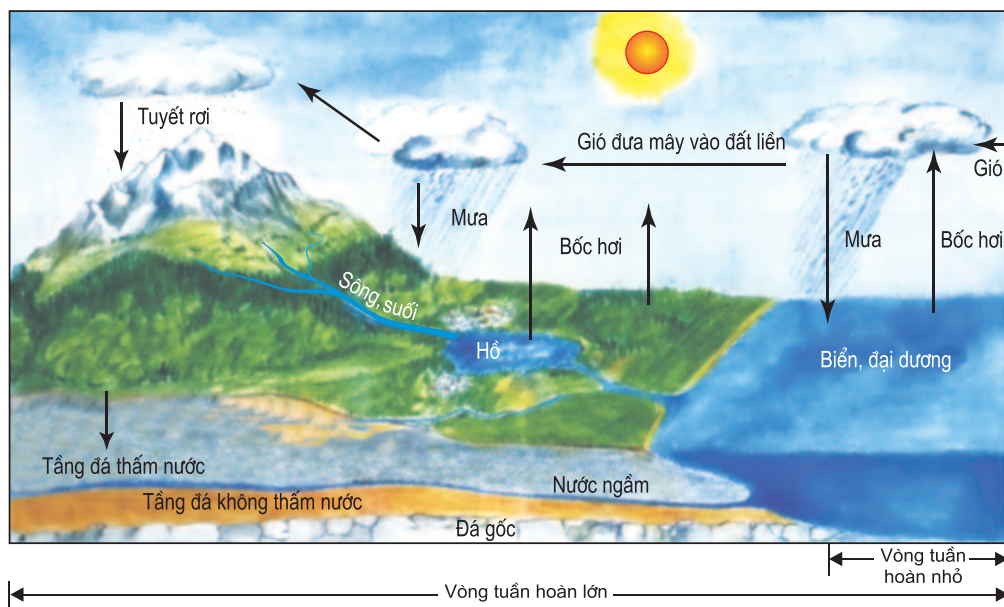 Tuyết rơi
Gió đưa mây vào đất liền
Gió
Mưa
Bốc hơi
Mưa
Bốc hơi
Sông, suối
Hồ
Biển, đại dương
Tầng đá thấm nước
Nước ngầm
Tầng đá không thấm nước
Đá gốc
Vòng tuần
hoàn nhỏ
Vòng tuần hoàn lớn